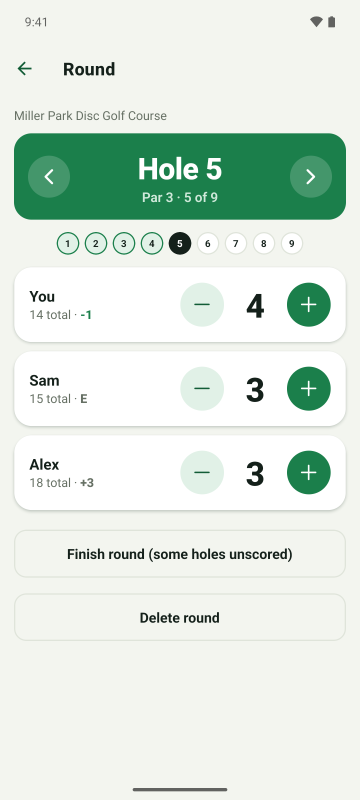 9:41
Round
Miller Park Disc Golf Course
Hole 5
Par 3 · 5 of 9
1 2 3 4 5 6 7 8 9
You
14 total · -1
4
Sam
15 total · E
3
Alex
18 total · +3
3
Finish round (some holes unscored)
Delete round